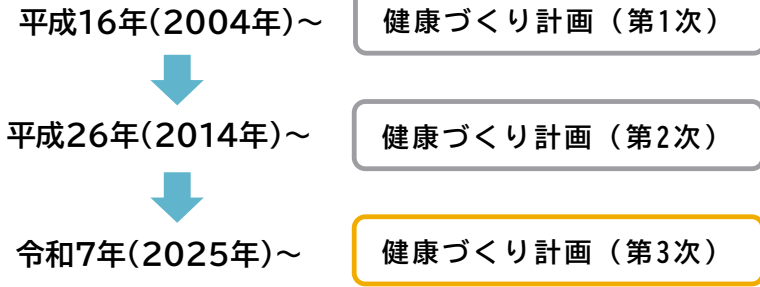 平成16年(2004年)～ 健康づくり計画（第1次）
平成26年(2014年)～ 健康づくり計画（第2次）
令和7年(2025年)～ 健康づくり計画（第3次）